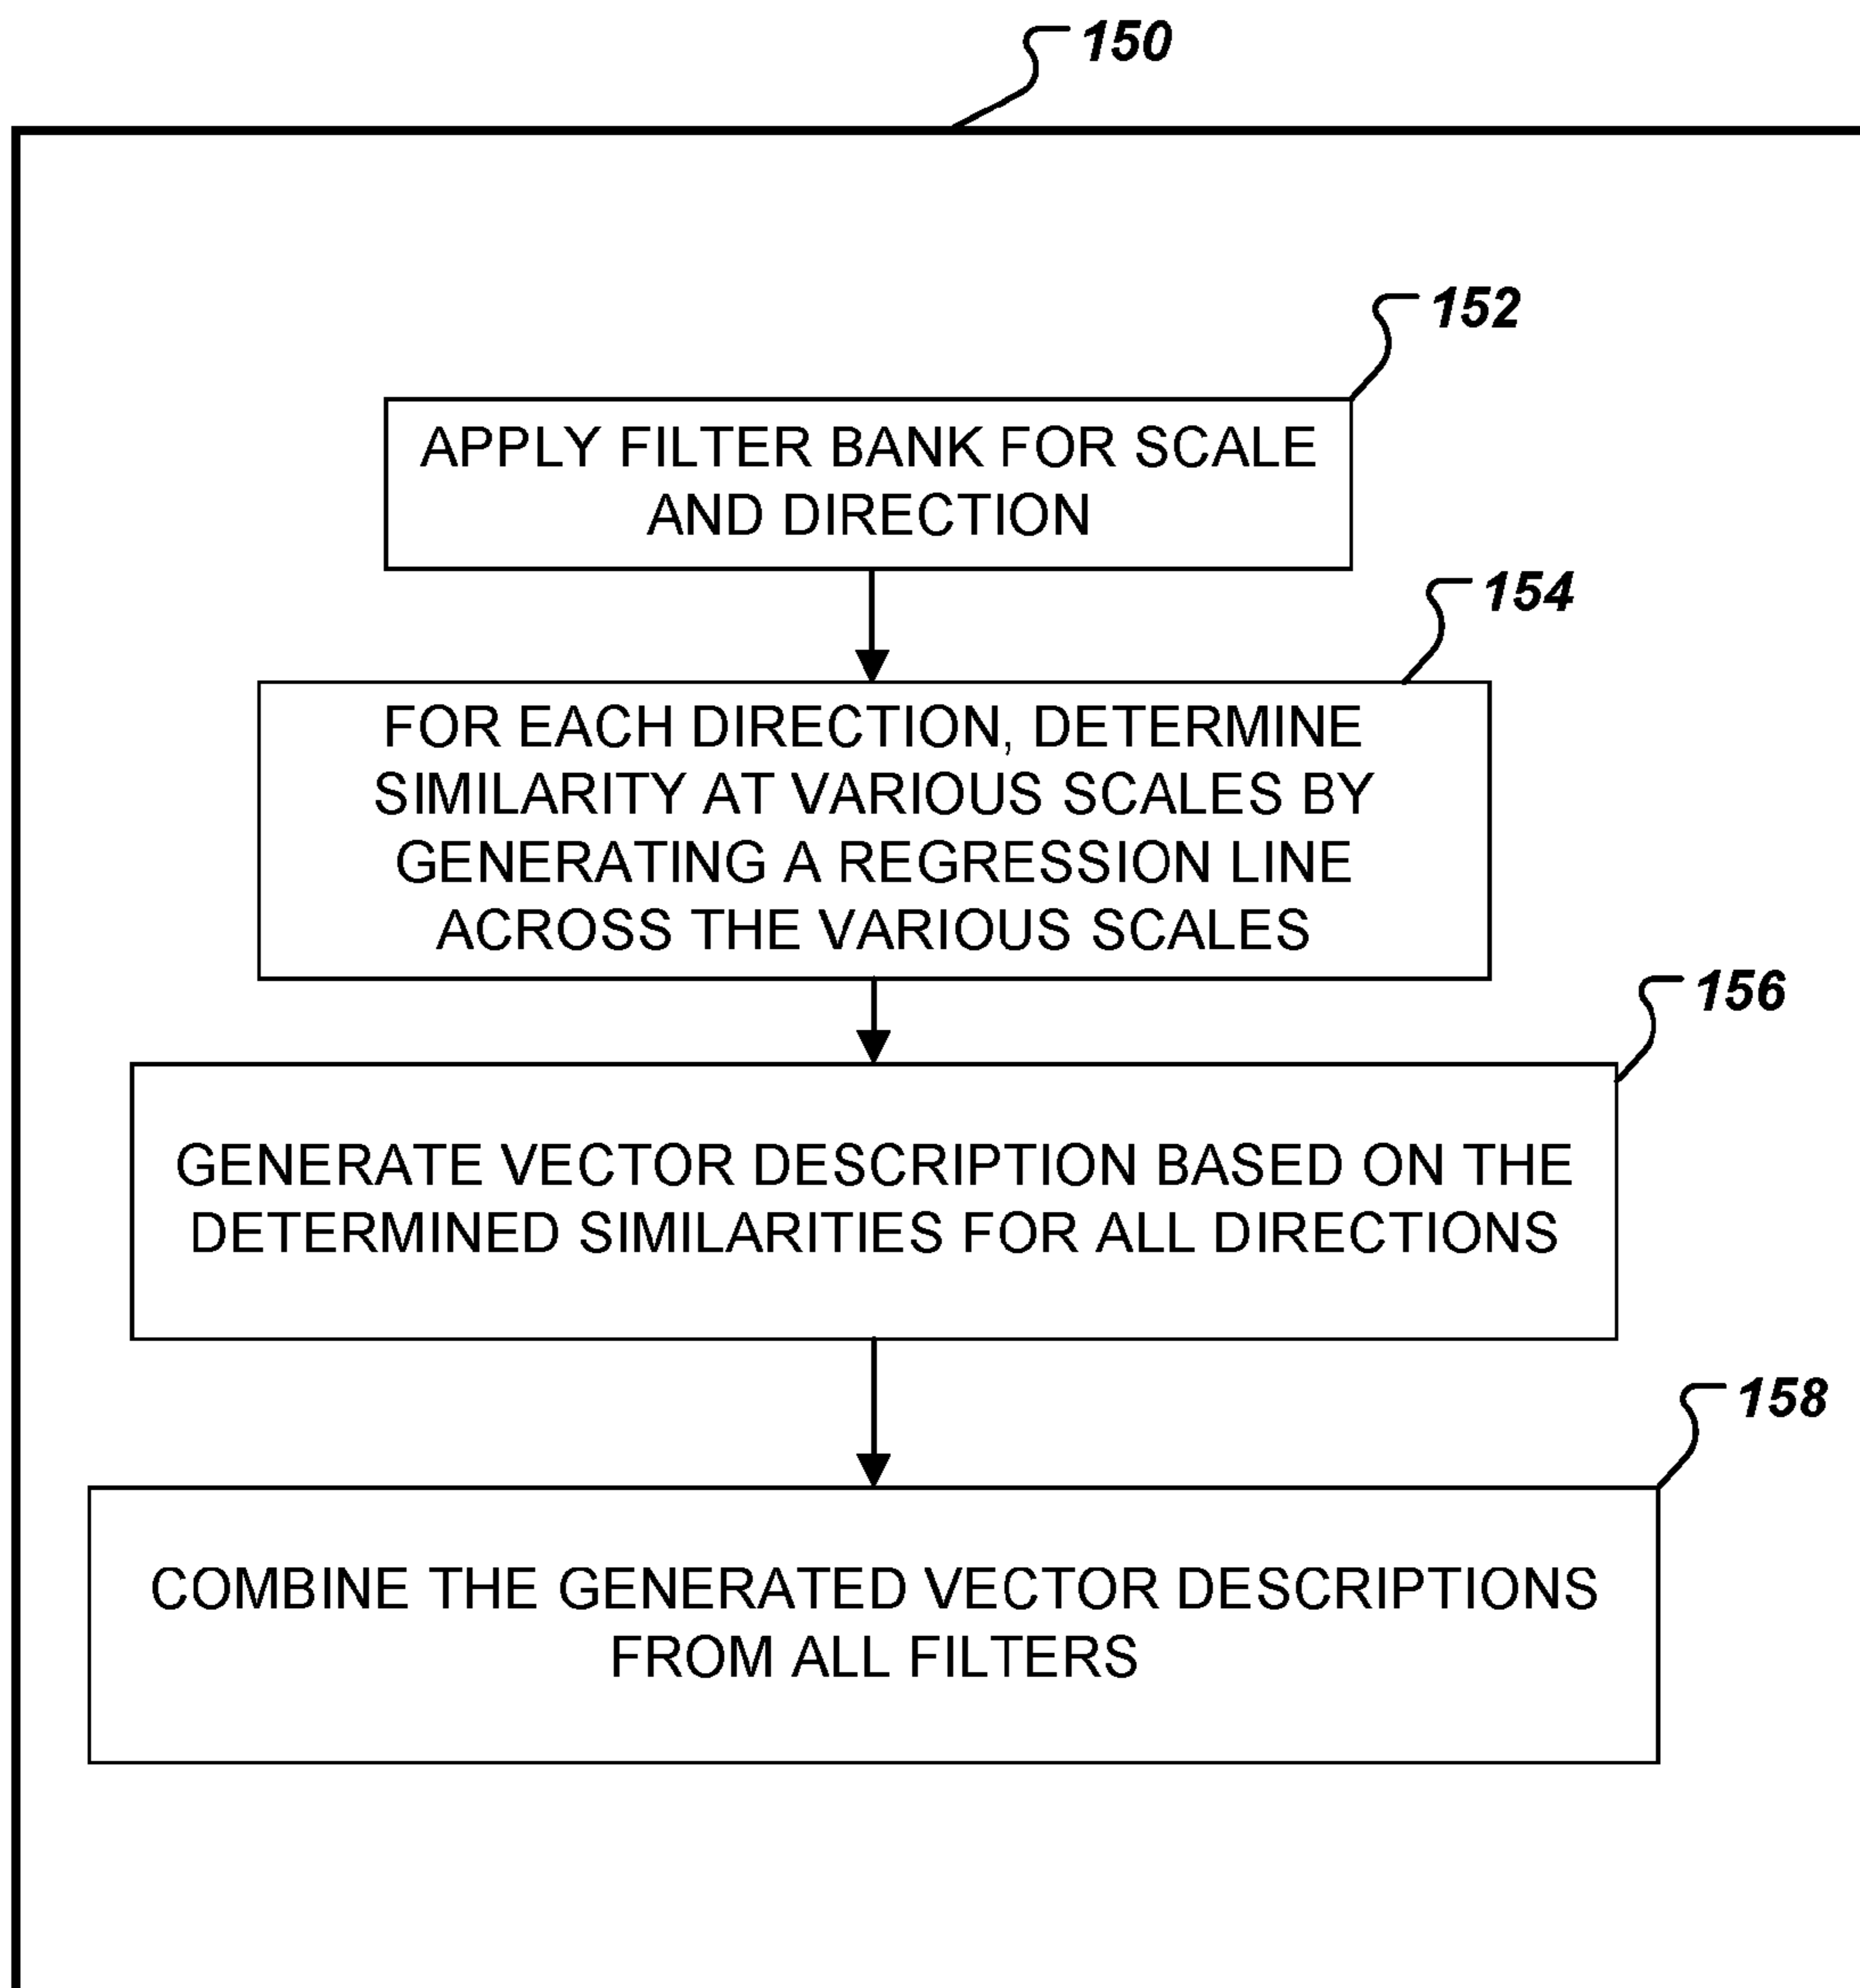 150
152
APPLY FILTER BANK FOR SCALE
AND DIRECTION
154
FOR EACH DIRECTION, DETERMINE
SIMILARITY AT VARIOUS SCALES BY
GENERATING A REGRESSION LINE
ACROSS THE VARIOUS SCALES
156
GENERATE VECTOR DESCRIPTION BASED ON THE
DETERMINED SIMILARITIES FOR ALL DIRECTIONS
158
COMBINE THE GENERATED VECTOR DESCRIPTIONS
FROM ALL FILTERS